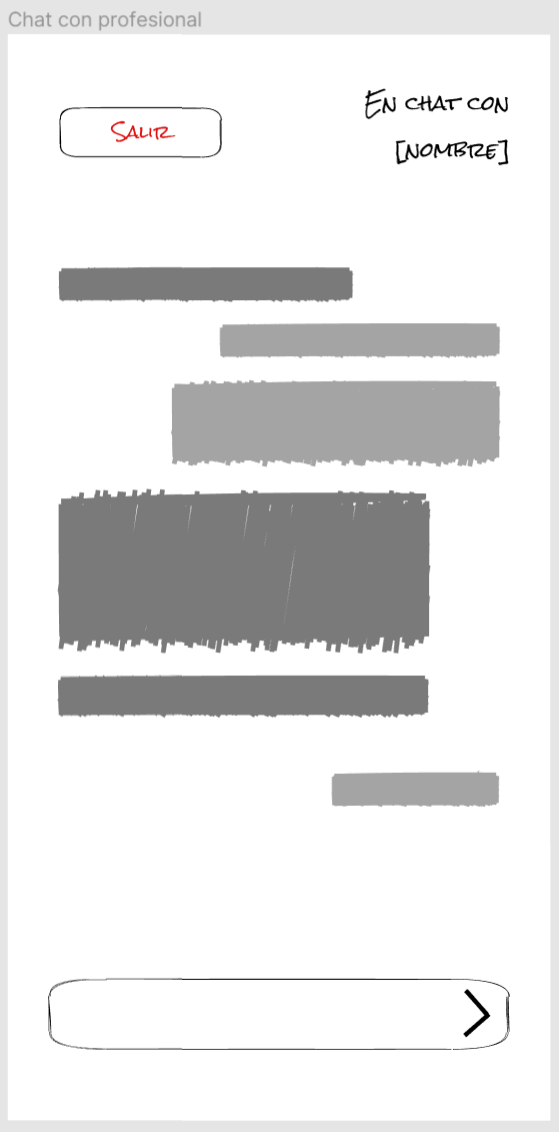 Chat con profesional
Salir
En chat con
[nombre]